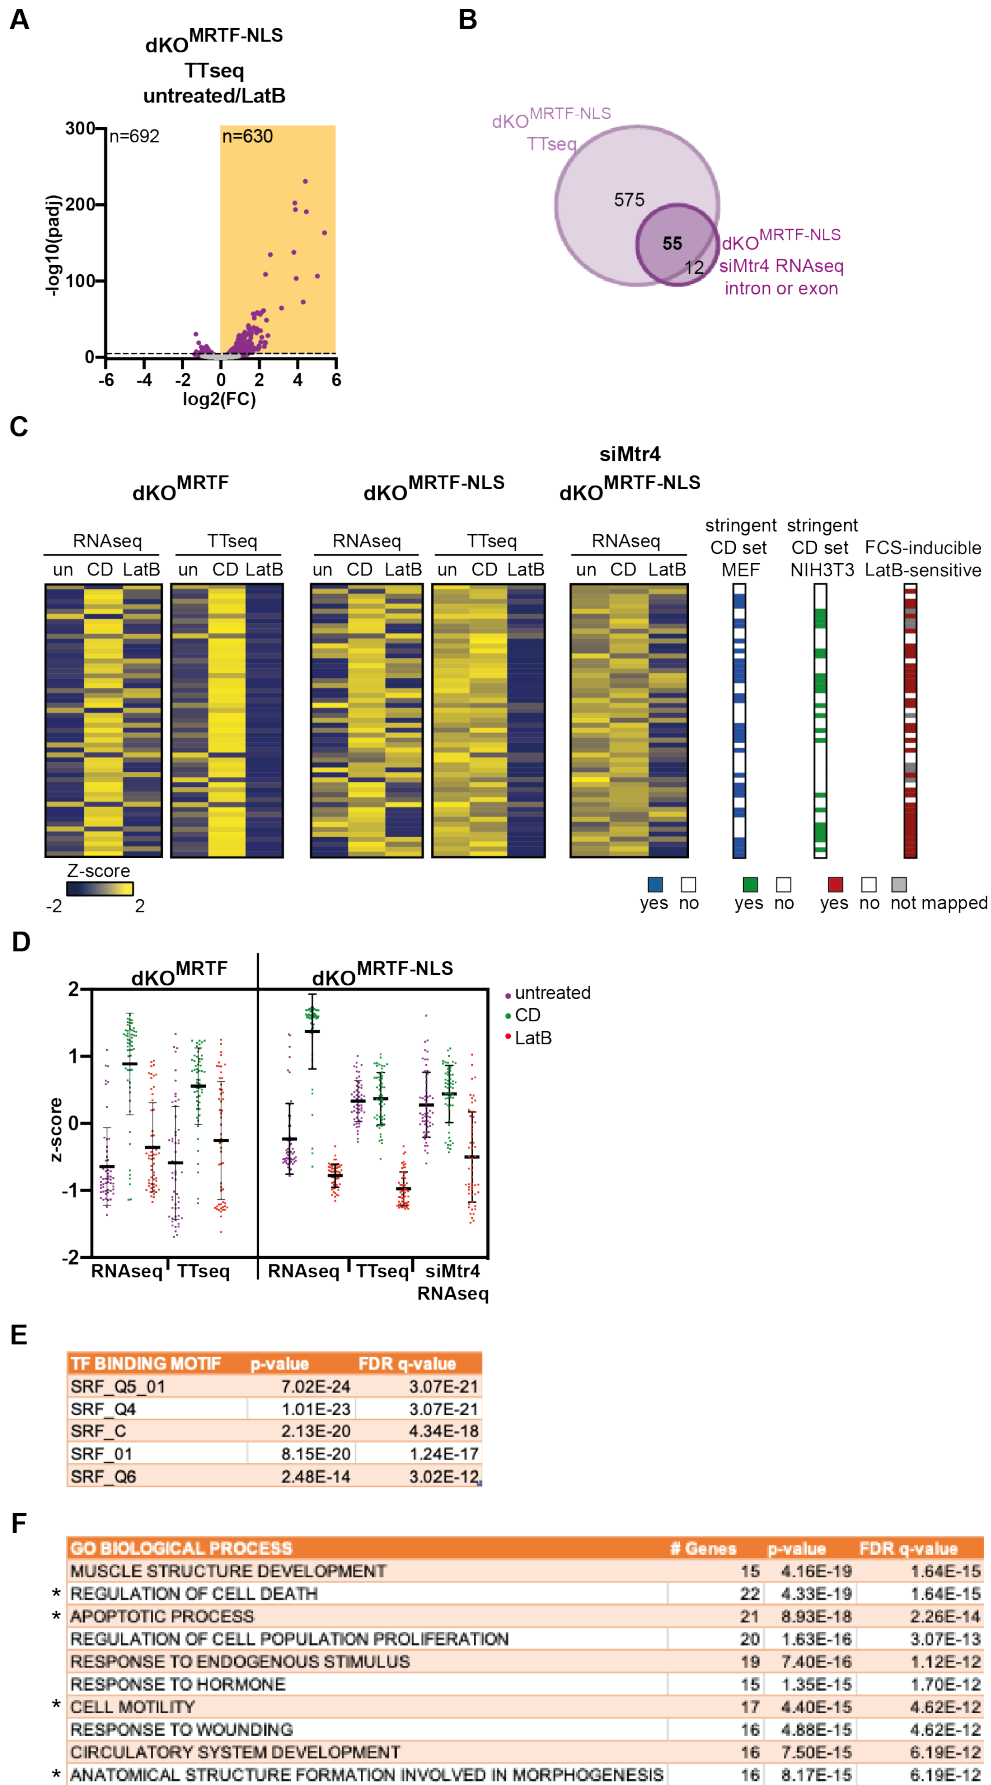 A
dKO MRTF-NLS
TTseq
untreated/LatB
n=692
n=630
300
200
100
0
-log10(padj)
-6 -4 -2 0 2 4 6
log2(FC)
B
dKO MRTF-NLS
TTseq
575
55
12
dKO MRTF-NLS
siMtr4 RNAseq
intron or exon
C
dKO MRTF
dKO MRTF-NLS
siMtr4
dKO MRTF-NLS
RNAseq
TTseq
RNAseq
TTseq
RNAseq
un CD LatB
un CD LatB
un CD LatB
un CD LatB
un CD LatB
stringent
CD set
MEF
stringent
CD set
NIH3T3
FCS-inducible
LatB-sensitive
Z-score
-2 2
yes no
yes no
yes no not mapped
D
dKO MRTF
dKO MRTF-NLS
untreated
CD
LatB
2
1
0
-1
-2
z-score
RNAseq TTseq
RNAseq TTseq siMtr4
RNAseq
E
TF BINDING MOTIF p-value FDR q-value
SRF_Q5_01 7.02E-24 3.07E-21
SRF_Q4 1.01E-23 3.07E-21
SRF_C 2.13E-20 4.34E-18
SRF_01 8.15E-20 1.24E-17
SRF_Q6 2.48E-14 3.02E-12
F
GO BIOLOGICAL PROCESS # Genes p-value FDR q-value
MUSCLE STRUCTURE DEVELOPMENT 15 4.16E-19 1.64E-15
* REGULATION OF CELL DEATH 22 4.33E-19 1.64E-15
* APOPTOTIC PROCESS 21 8.93E-18 2.26E-14
REGULATION OF CELL POPULATION PROLIFERATION 20 1.63E-16 3.07E-13
RESPONSE TO ENDOGENOUS STIMULUS 19 7.40E-16 1.12E-12
RESPONSE TO HORMONE 15 1.35E-15 1.70E-12
* CELL MOTILITY 17 4.40E-15 4.62E-12
RESPONSE TO WOUNDING 16 4.88E-15 4.62E-12
CIRCULATORY SYSTEM DEVELOPMENT 16 7.50E-15 6.19E-12
* ANATOMICAL STRUCTURE FORMATION INVOLVED IN MORPHOGENESIS 16 8.17E-15 6.19E-12